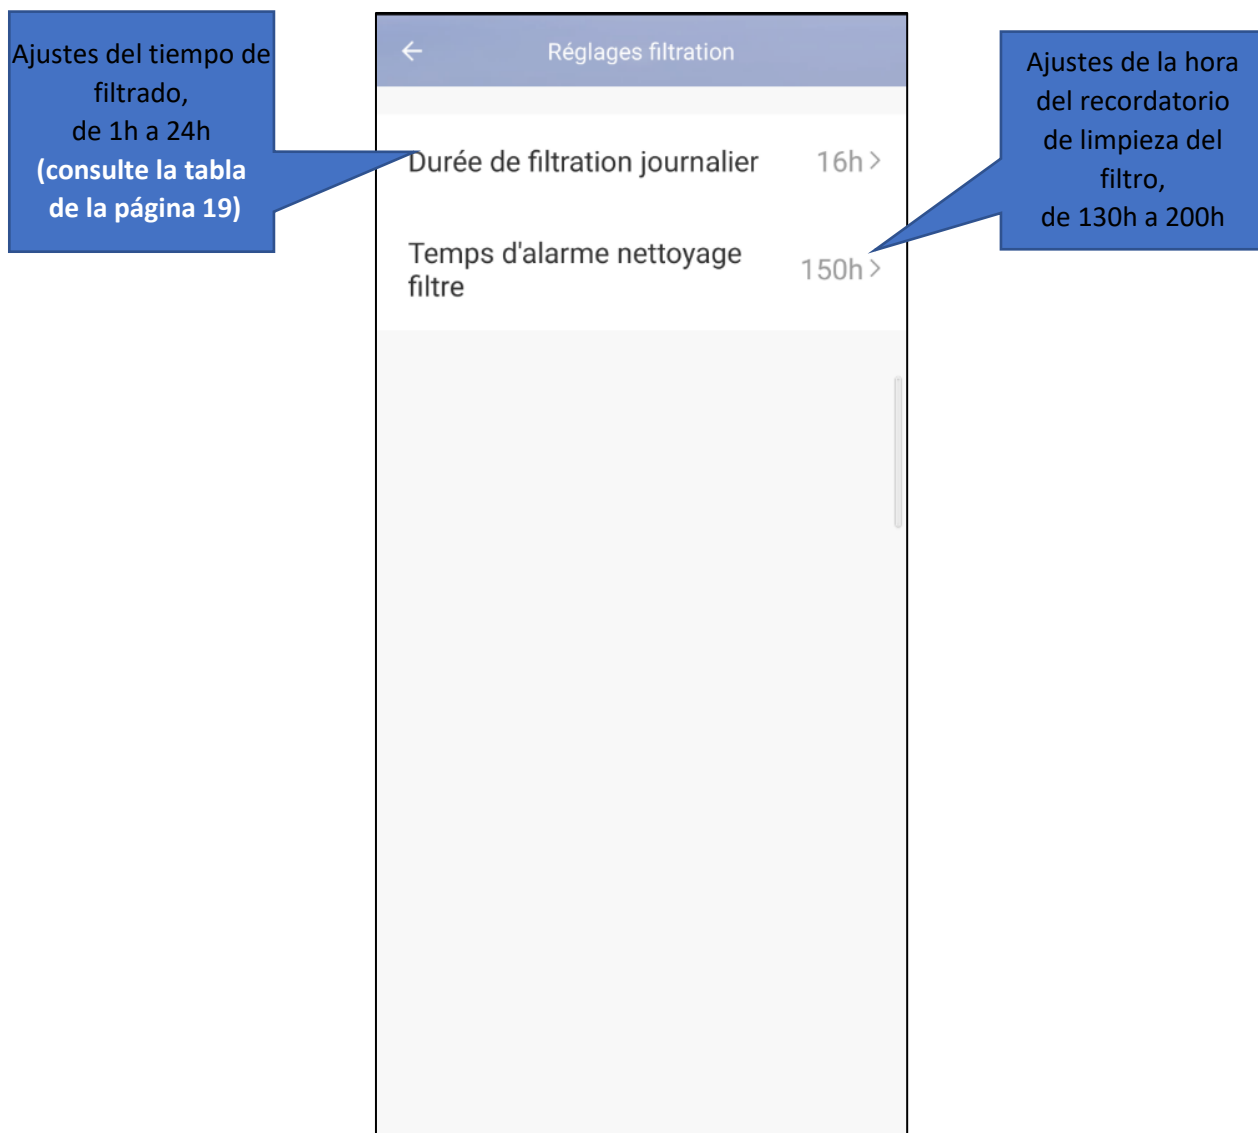 Ajustes del tiempo de
filtrado,
de 1h a 24h
(consulte la tabla
de la página 19)
Réglages filtration
Durée de filtration journalier 16h >
Temps d'alarme nettoyage
filtre
150h >
Ajustes de la hora
del recordatorio
de limpieza del
filtro,
de 130h a 200h